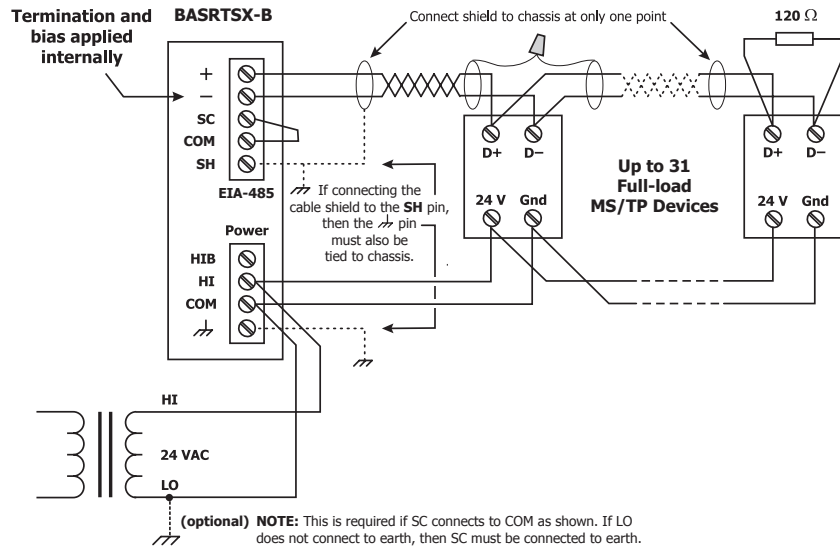 Termination and
bias applied
internally
BASRTSX-B
Connect shield to chassis at only one point
120 Ω
+
−
SC
COM
SH
EIA-485
D+ D−
D+ D−
If connecting the
cable shield to the SH pin,
then the pin
must also be
tied to chassis.
Up to 31
Full-load
MS/TP Devices
24 V Gnd
24 V Gnd
Power
HIB
HI
COM
HI
24 VAC
LO
(optional) NOTE: This is required if SC connects to COM as shown. If LO
does not connect to earth, then SC must be connected to earth.